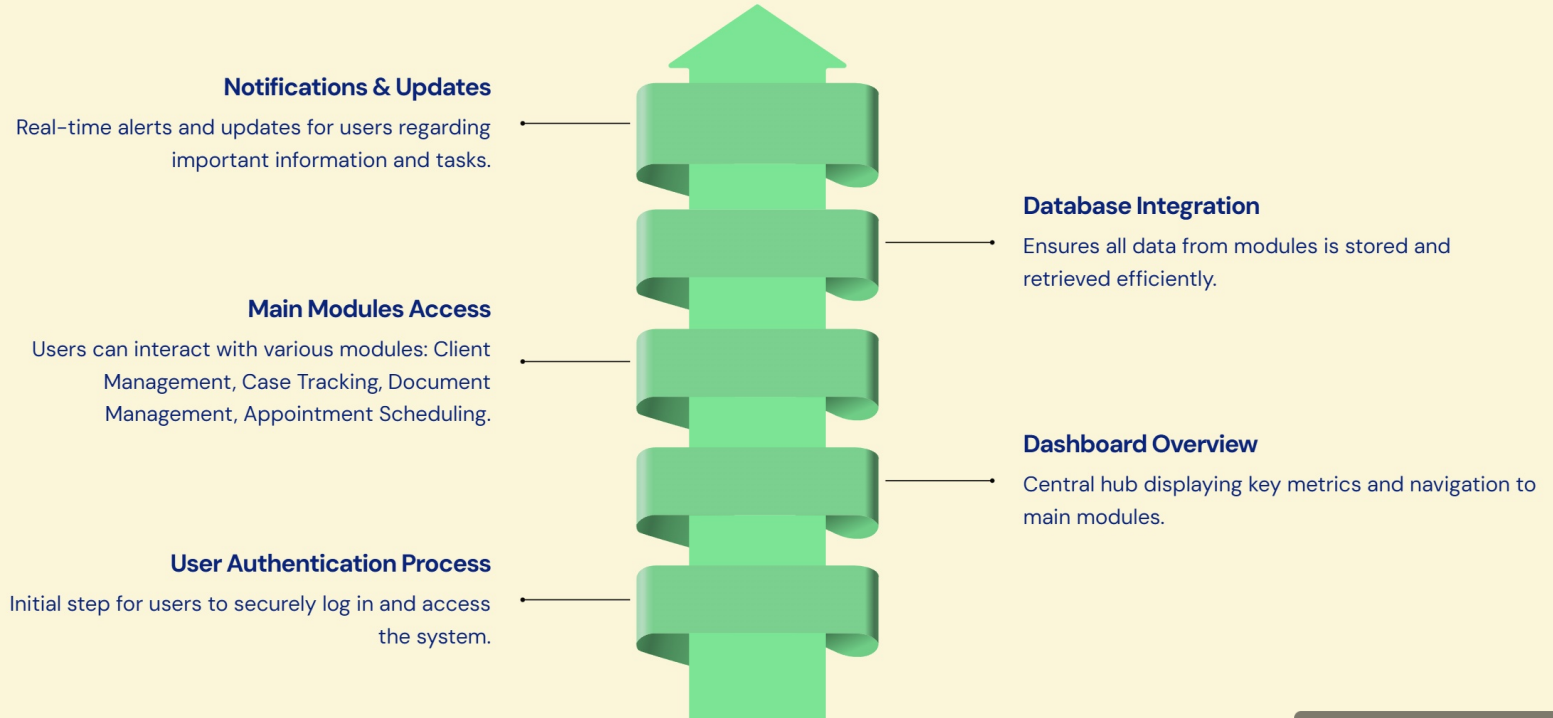 Notifications & Updates
Real-time alerts and updates for users regarding
important information and tasks.
Database Integration
Ensures all data from modules is stored and
retrieved efficiently.
Main Modules Access
Users can interact with various modules: Client
Management, Case Tracking, Document
Management, Appointment Scheduling.
Dashboard Overview
Central hub displaying key metrics and navigation to
main modules.
User Authentication Process
Initial step for users to securely log in and access
the system.